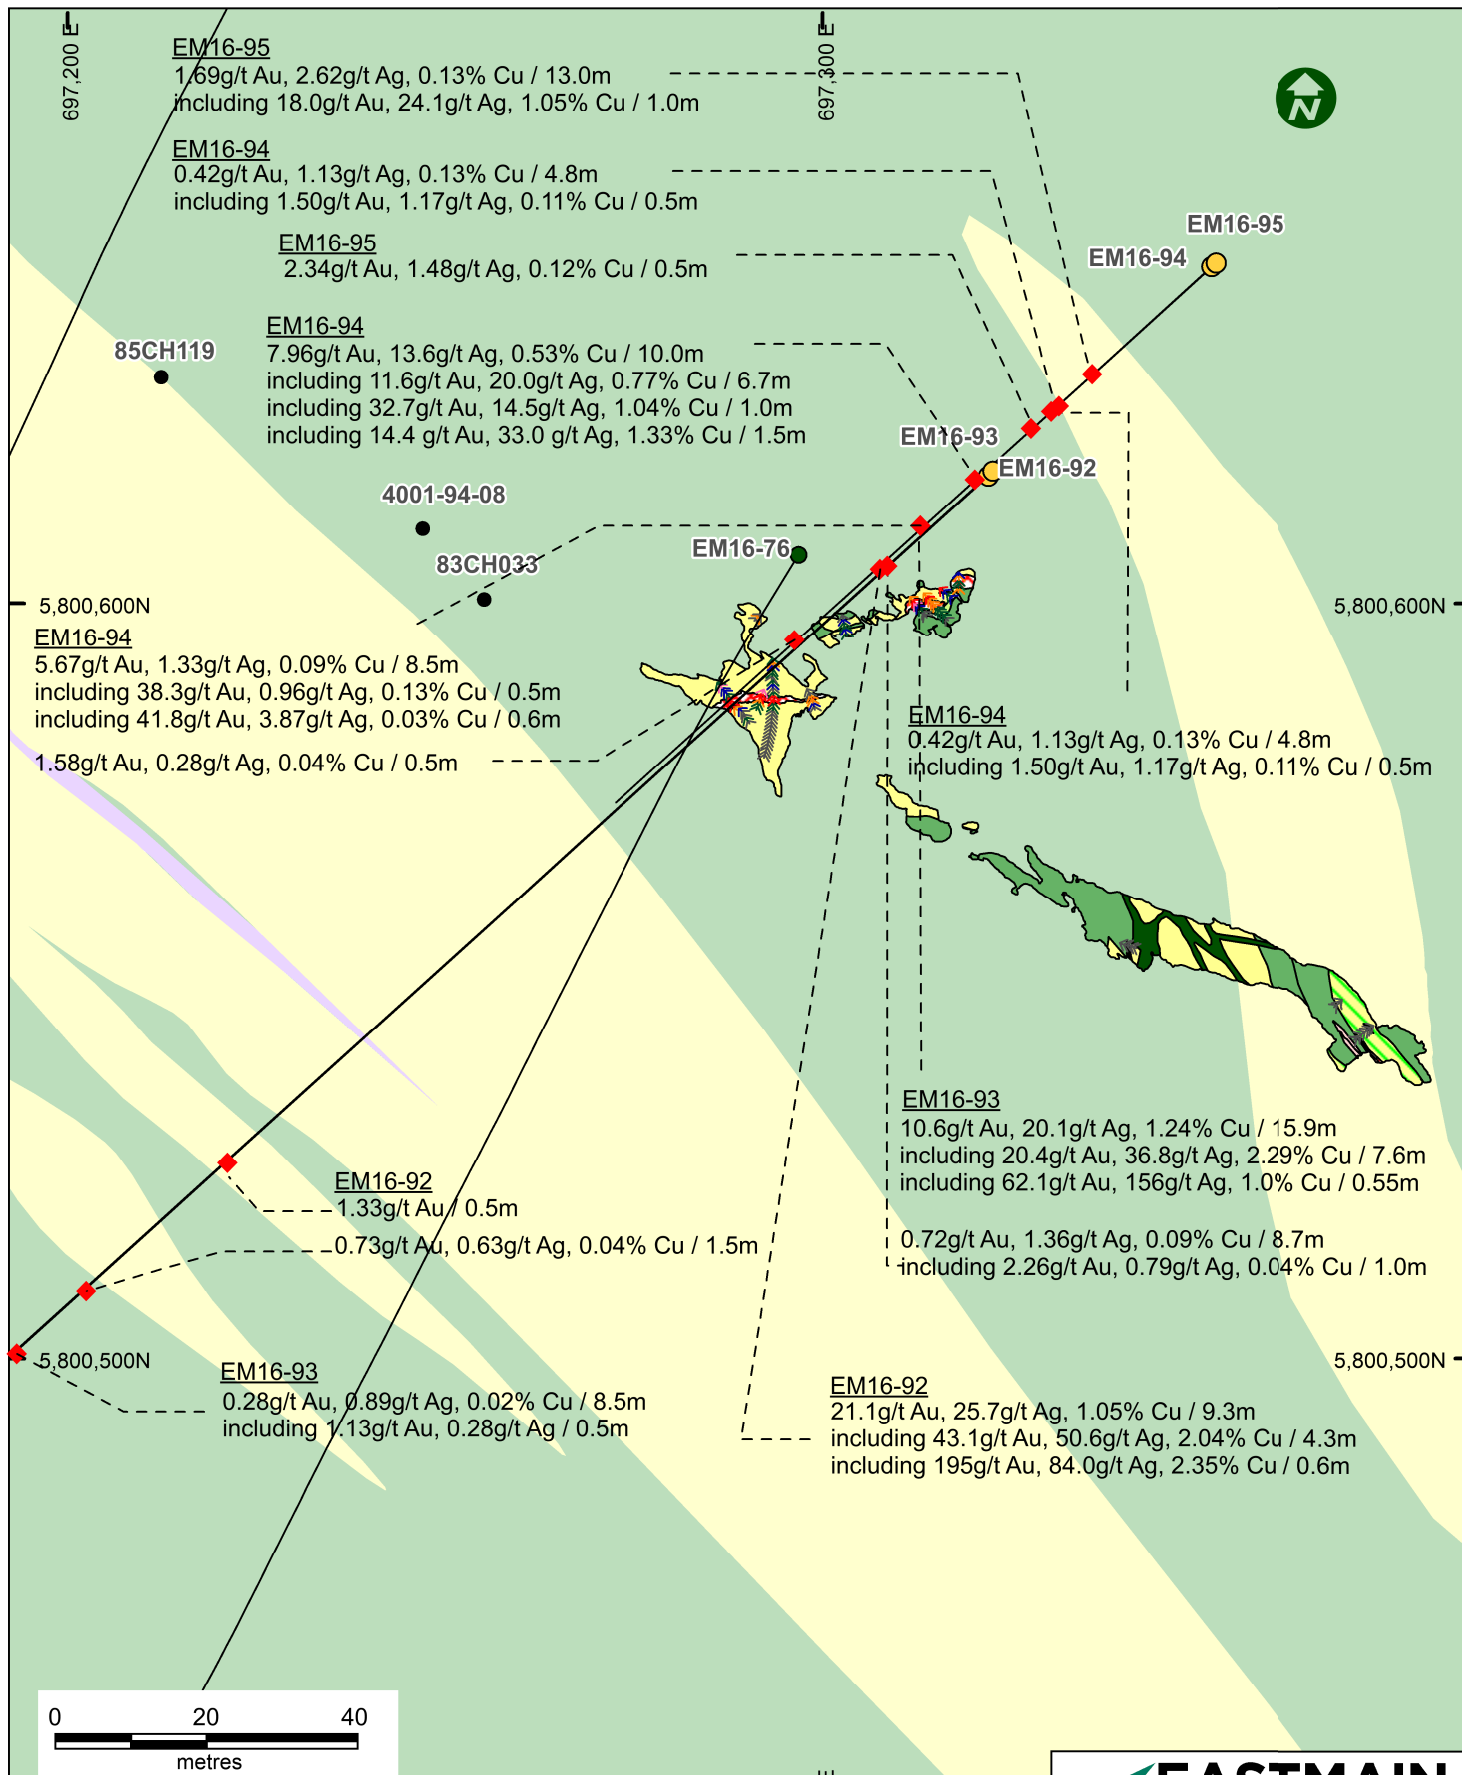 697,200 E
697,300 E
EM16-95
1.69g/t Au, 2.62g/t Ag, 0.13% Cu / 13.0m
including 18.0g/t Au, 24.1g/t Ag, 1.05% Cu / 1.0m
N
EM16-94
0.42g/t Au, 1.13g/t Ag, 0.13% Cu / 4.8m
including 1.50g/t Au, 1.17g/t Ag, 0.11% Cu / 0.5m
EM16-95
EM16-94
EM16-95
2.34g/t Au, 1.48g/t Ag, 0.12% Cu / 0.5m
EM16-94
7.96g/t Au, 13.6g/t Ag, 0.53% Cu / 10.0m
including 11.6g/t Au, 20.0g/t Ag, 0.77% Cu / 6.7m
including 32.7g/t Au, 14.5g/t Ag, 1.04% Cu / 1.0m
including 14.4 g/t Au, 33.0 g/t Ag, 1.33% Cu / 1.5m
85CH119
EM16-93
EM16-92
4001-94-08
83CH033
EM16-76
5,800,600N
5,800,600N
EM16-94
5.67g/t Au, 1.33g/t Ag, 0.09% Cu / 8.5m
including 38.3g/t Au, 0.96g/t Ag, 0.13% Cu / 0.5m
including 41.8g/t Au, 3.87g/t Ag, 0.03% Cu / 0.6m
1.58g/t Au, 0.28g/t Ag, 0.04% Cu / 0.5m
EM16-94
0.42g/t Au, 1.13g/t Ag, 0.13% Cu / 4.8m
including 1.50g/t Au, 1.17g/t Ag, 0.11% Cu / 0.5m
EM16-93
10.6g/t Au, 20.1g/t Ag, 1.24% Cu / 15.9m
including 20.4g/t Au, 36.8g/t Ag, 2.29% Cu / 7.6m
including 62.1g/t Au, 156g/t Ag, 1.0% Cu / 0.55m
0.72g/t Au, 1.36g/t Ag, 0.09% Cu / 8.7m
including 2.26g/t Au, 0.79g/t Ag, 0.04% Cu / 1.0m
EM16-92
1.33g/t Au / 0.5m
0.73g/t Au, 0.63g/t Ag, 0.04% Cu / 1.5m
5,800,500N
5,800,500N
EM16-93
0.28g/t Au, 0.89g/t Ag, 0.02% Cu / 8.5m
including 1.13g/t Au, 0.28g/t Ag / 0.5m
EM16-92
21.1g/t Au, 25.7g/t Ag, 1.05% Cu / 9.3m
including 43.1g/t Au, 50.6g/t Ag, 2.04% Cu / 4.3m
including 195g/t Au, 84.0g/t Ag, 2.35% Cu / 0.6m
0 20 40
metres
EASTMAIN